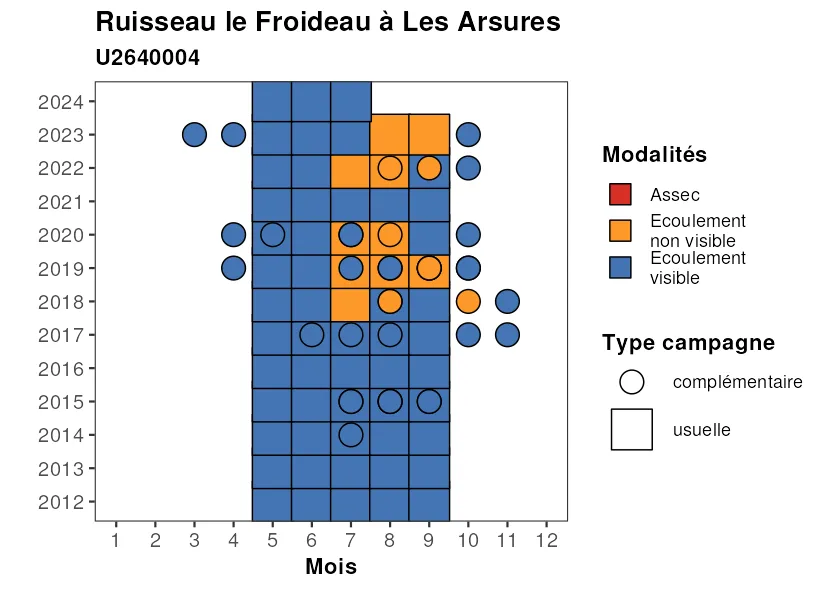 Ruisseau le Froideau à Les Arsures
U2640004
2024
2023
2022
2021
2020
2019
2018
2017
2016
2015
2014
2013
2012
1 2 3 4 5 6 7 8 9 10 11 12
Mois
Modalités
Assec
Ecoulement
non visible
Ecoulement
visible
Type campagne
complémentaire
usuelle